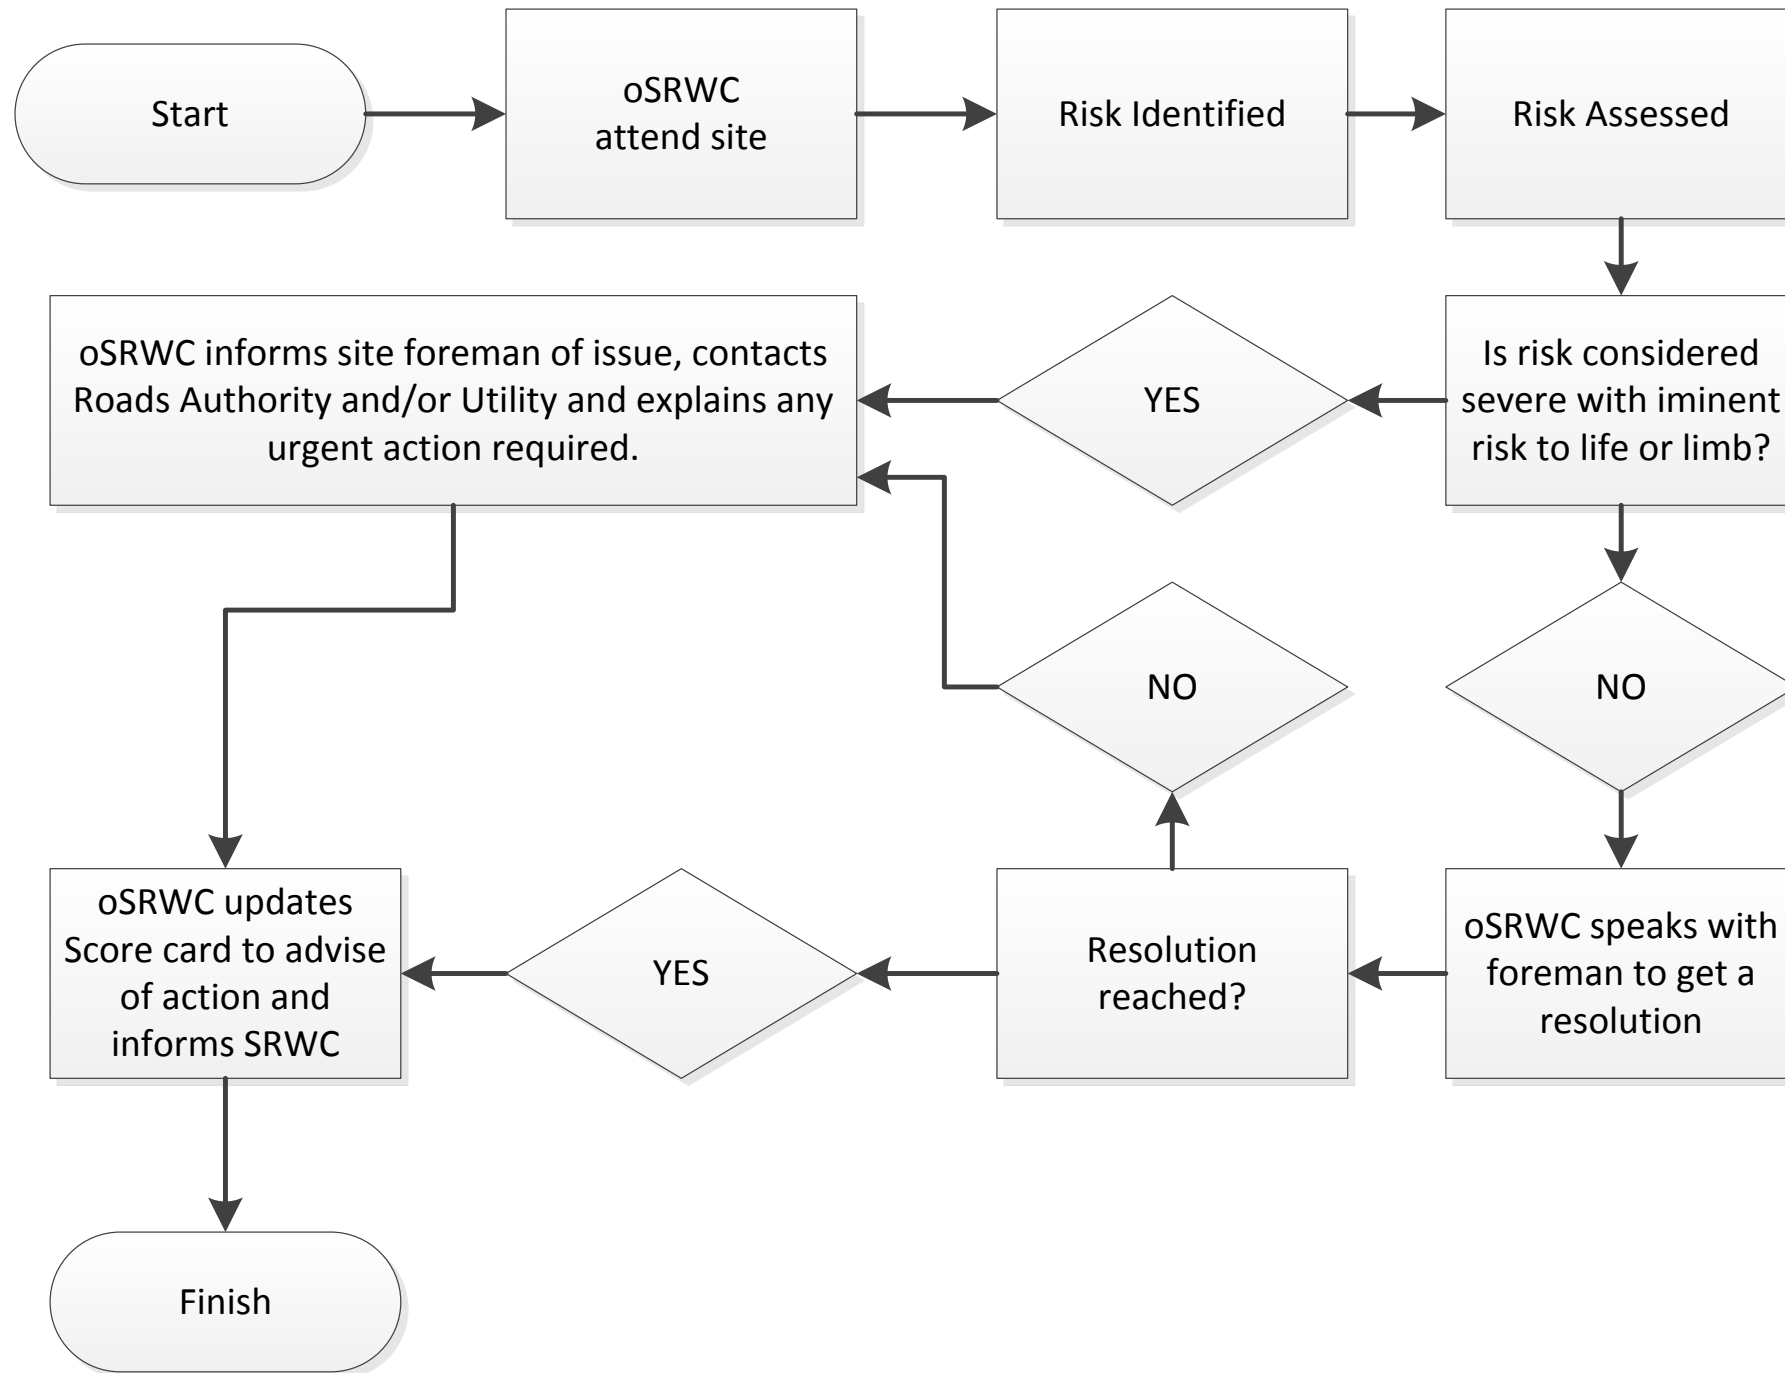 Start
oSRWC
attend site
Risk Identified
Risk Assessed
Is risk considered
severe with iminent
risk to life or limb?
YES
oSRWC informs site foreman of issue, contacts
Roads Authority and/or Utility and explains any
urgent action required.
NO
NO
oSRWC speaks with
foreman to get a
resolution
Resolution
reached?
YES
oSRWC updates
Score card to advise
of action and
informs SRWC
Finish